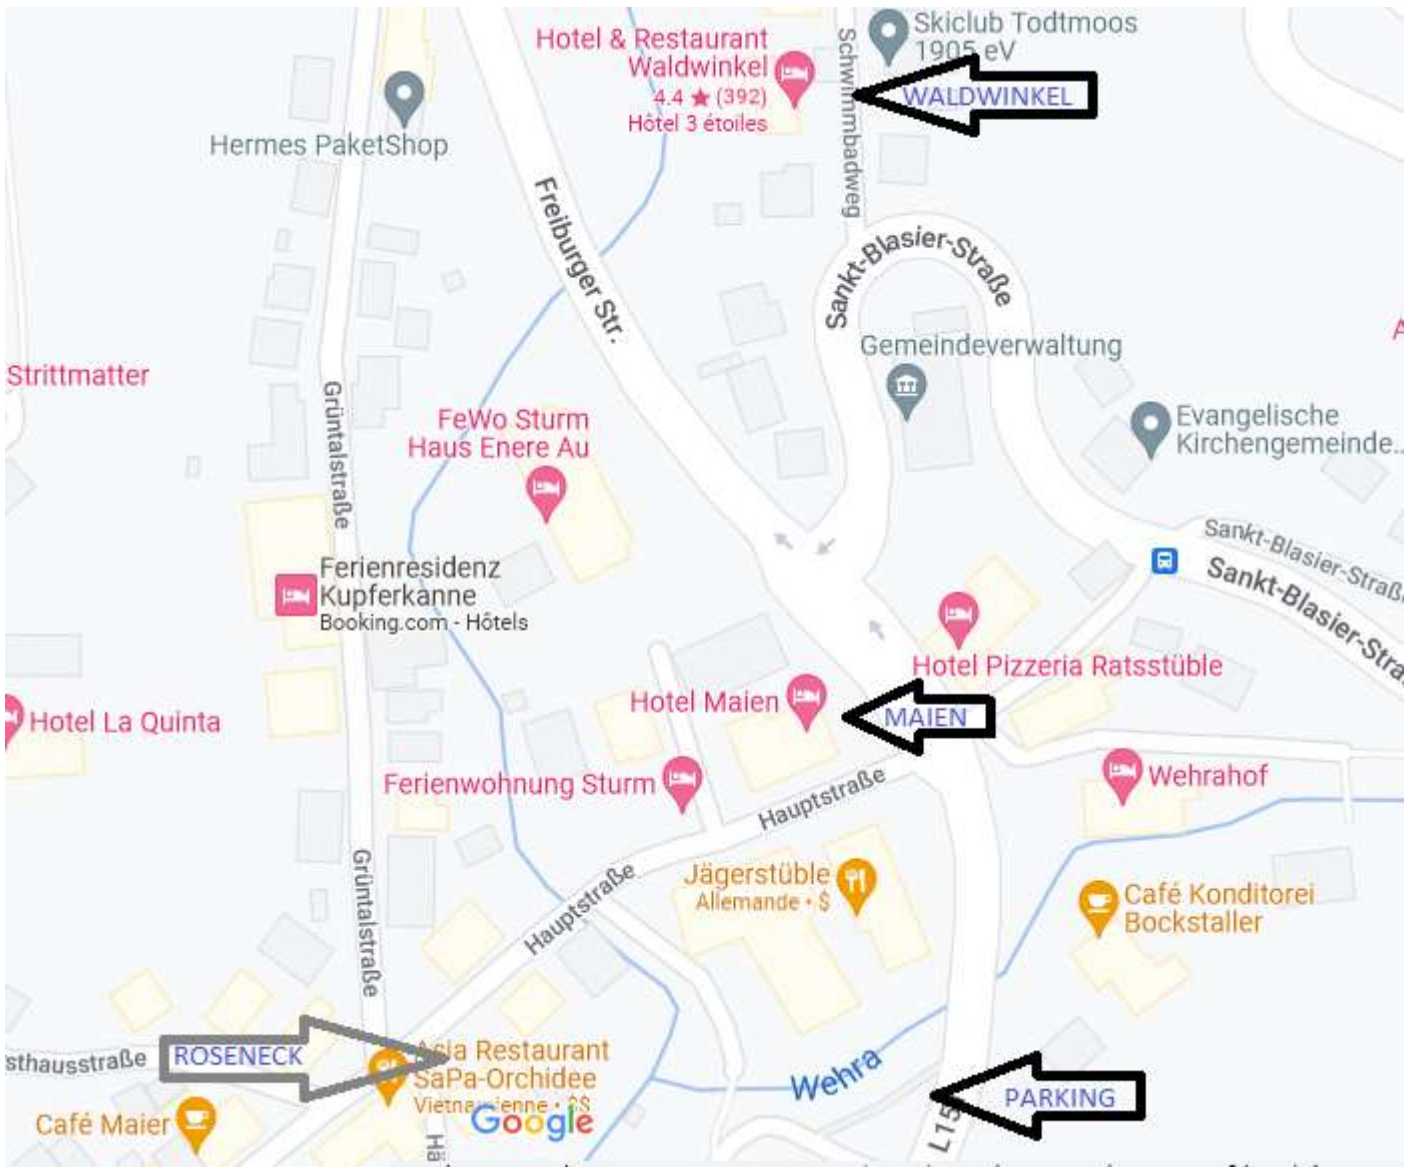 Hotel & Restaurant
Waldwinkel
4.4 ★ (392)
Hôtel 3 étoiles
Schwimmbadweg
Skiclub Todtmoos
1905 eV
WALDWINKEL
Hermes PaketShop
Freiburger Str.
Sankt-Blasier-Straße
Gemeindeverwaltung
Strittmatter
Grüntalstraße
FeWo Sturm
Haus Enere Au
Evangelische
Kirchengemeinde...
Sankt-Blasier-Straße
Sankt-Blasier-Stra
Ferienresidenz
Kupferkanne
Booking.com - Hôtels
Hotel Pizzeria Ratsstüble
Hotel Maien
MAIEN
Hotel La Quinta
Ferienwohnung Sturm
Wehrahof
Hauptstraße
Jägerstüble
Allemande • $
Café Konditorei
Bockstaller
Grüntalstraße
Hauptstraße
sthausstraße
ROSENECK
Asia Restaurant
SaPa-Orchidee
Vietnamienne • $$
Wehra
PARKING
L15
Café Maier
Google
Hä